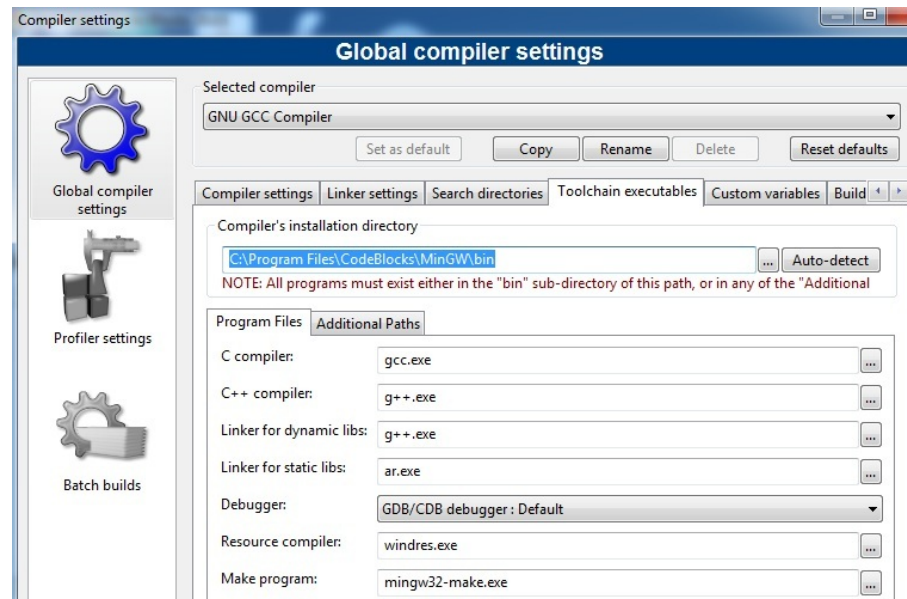 Compiler settings
Global compiler settings
Global compiler
settings
Profiler settings
Batch builds
Selected compiler
GNU GCC Compiler
Set as default
Copy
Rename
Delete
Reset defaults
Compiler settings
Linker settings
Search directories
Toolchain executables
Custom variables
Build
Compiler's installation directory
C:\Program Files\CodeBlocks\MinGW\bin
...
Auto-detect
NOTE: All programs must exist either in the "bin" sub-directory of this path, or in any of the "Additional
Program Files
Additional Paths
C compiler:
gcc.exe
...
C++ compiler:
g++.exe
...
Linker for dynamic libs:
g++.exe
...
Linker for static libs:
ar.exe
...
Debugger:
GDB/CDB debugger : Default
Resource compiler:
windres.exe
...
Make program:
mingw32-make.exe
...